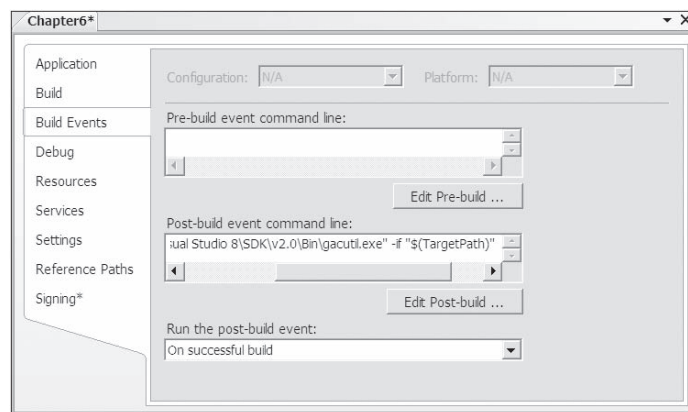 Chapter6*
Application
Build
Build Events
Debug
Resources
Services
Settings
Reference Paths
Signing*
Configuration: N/A Platform: N/A
Pre-build event command line:
Edit Pre-build ...
Post-build event command line:
sual Studio 8\SDK\v2.0\Bin\gacutil.exe" -if "$(TargetPath)"
Edit Post-build ...
Run the post-build event:
On successful build